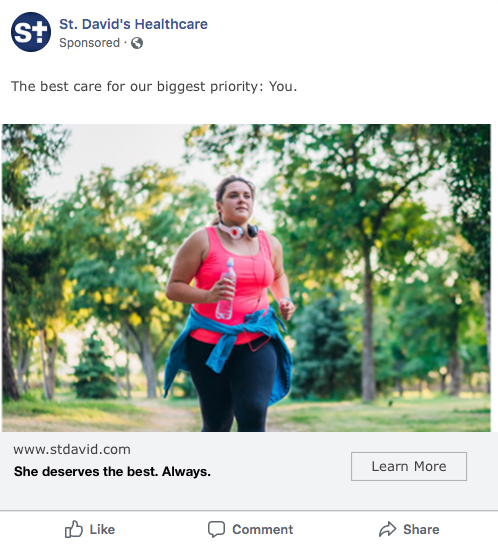 St
St. David's Healthcare
Sponsored ·
The best care for our biggest priority: You.
www.stdavid.com
She deserves the best. Always.
Learn More
Like
Comment
Share